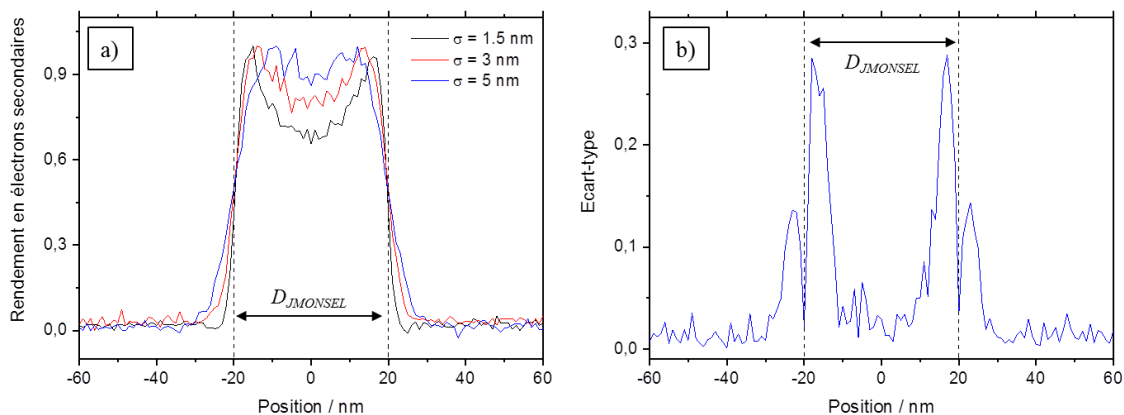 a)
σ = 1.5 nm
σ = 3 nm
σ = 5 nm
D_JMONSEL
Rendement en électrons secondaires
0,9
0,6
0,3
0,0
-60 -40 -20 0 20 40 60
Position / nm
b)
D_JMONSEL
Ecart-type
0,3
0,2
0,1
0,0
-60 -40 -20 0 20 40 60
Position / nm